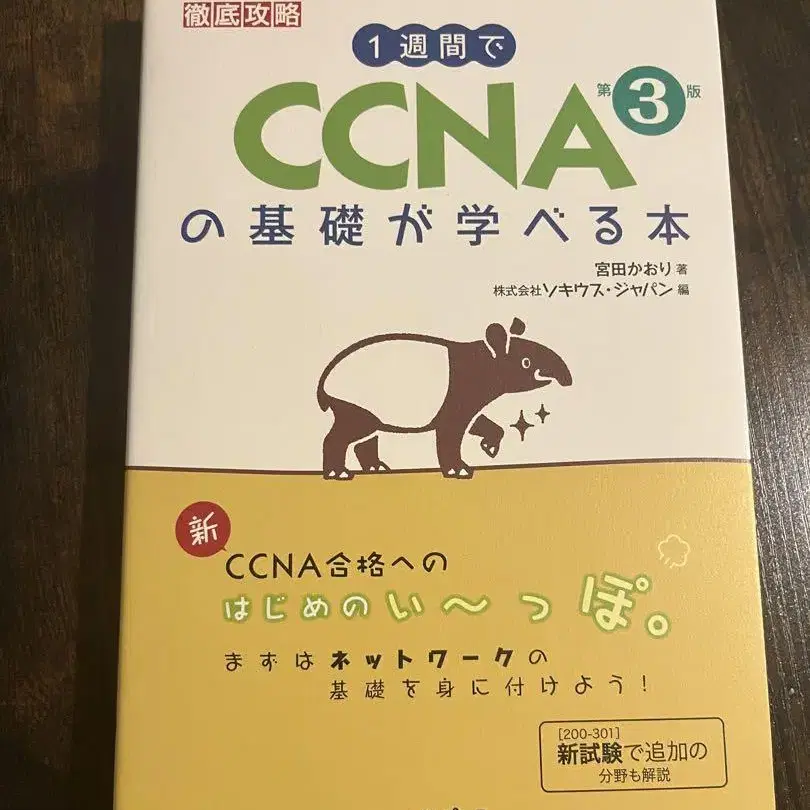 徹底攻略
1週間で
CCNA 第3版
の基礎が学べる本
宮田かおり 著
株式会社ソキウス・ジャパン 編
新
CCNA合格への
はじめのい〜っぽ。
まずはネットワークの
基礎を身に付けよう！
[200-301]
新試験で追加の
分野も解説